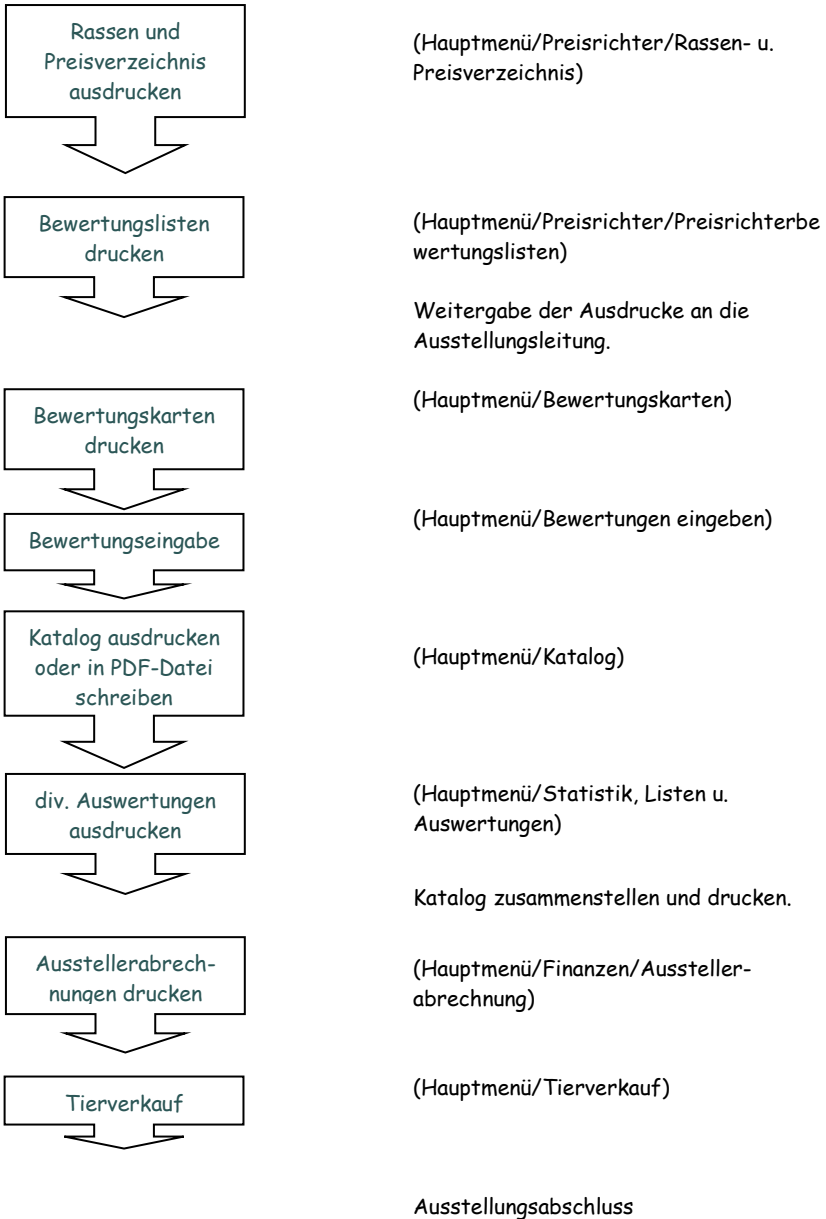 Rassen und
Preisverzeichnis
ausdrucken
(Hauptmenü/Preisrichter/Rassen- u.
Preisverzeichnis)
Bewertungslisten
drucken
(Hauptmenü/Preisrichter/Preisrichterbe
wertungslisten)
Weitergabe der Ausdrucke an die
Ausstellungsleitung.
Bewertungskarten
drucken
(Hauptmenü/Bewertungskarten)
Bewertungseingabe
(Hauptmenü/Bewertungen eingeben)
Katalog ausdrucken
oder in PDF-Datei
schreiben
(Hauptmenü/Katalog)
div. Auswertungen
ausdrucken
(Hauptmenü/Statistik, Listen u.
Auswertungen)
Katalog zusammenstellen und drucken.
Ausstellerabrech-
nungen drucken
(Hauptmenü/Finanzen/Aussteller-
abrechnung)
Tierverkauf
(Hauptmenü/Tierverkauf)
Ausstellungsabschluss